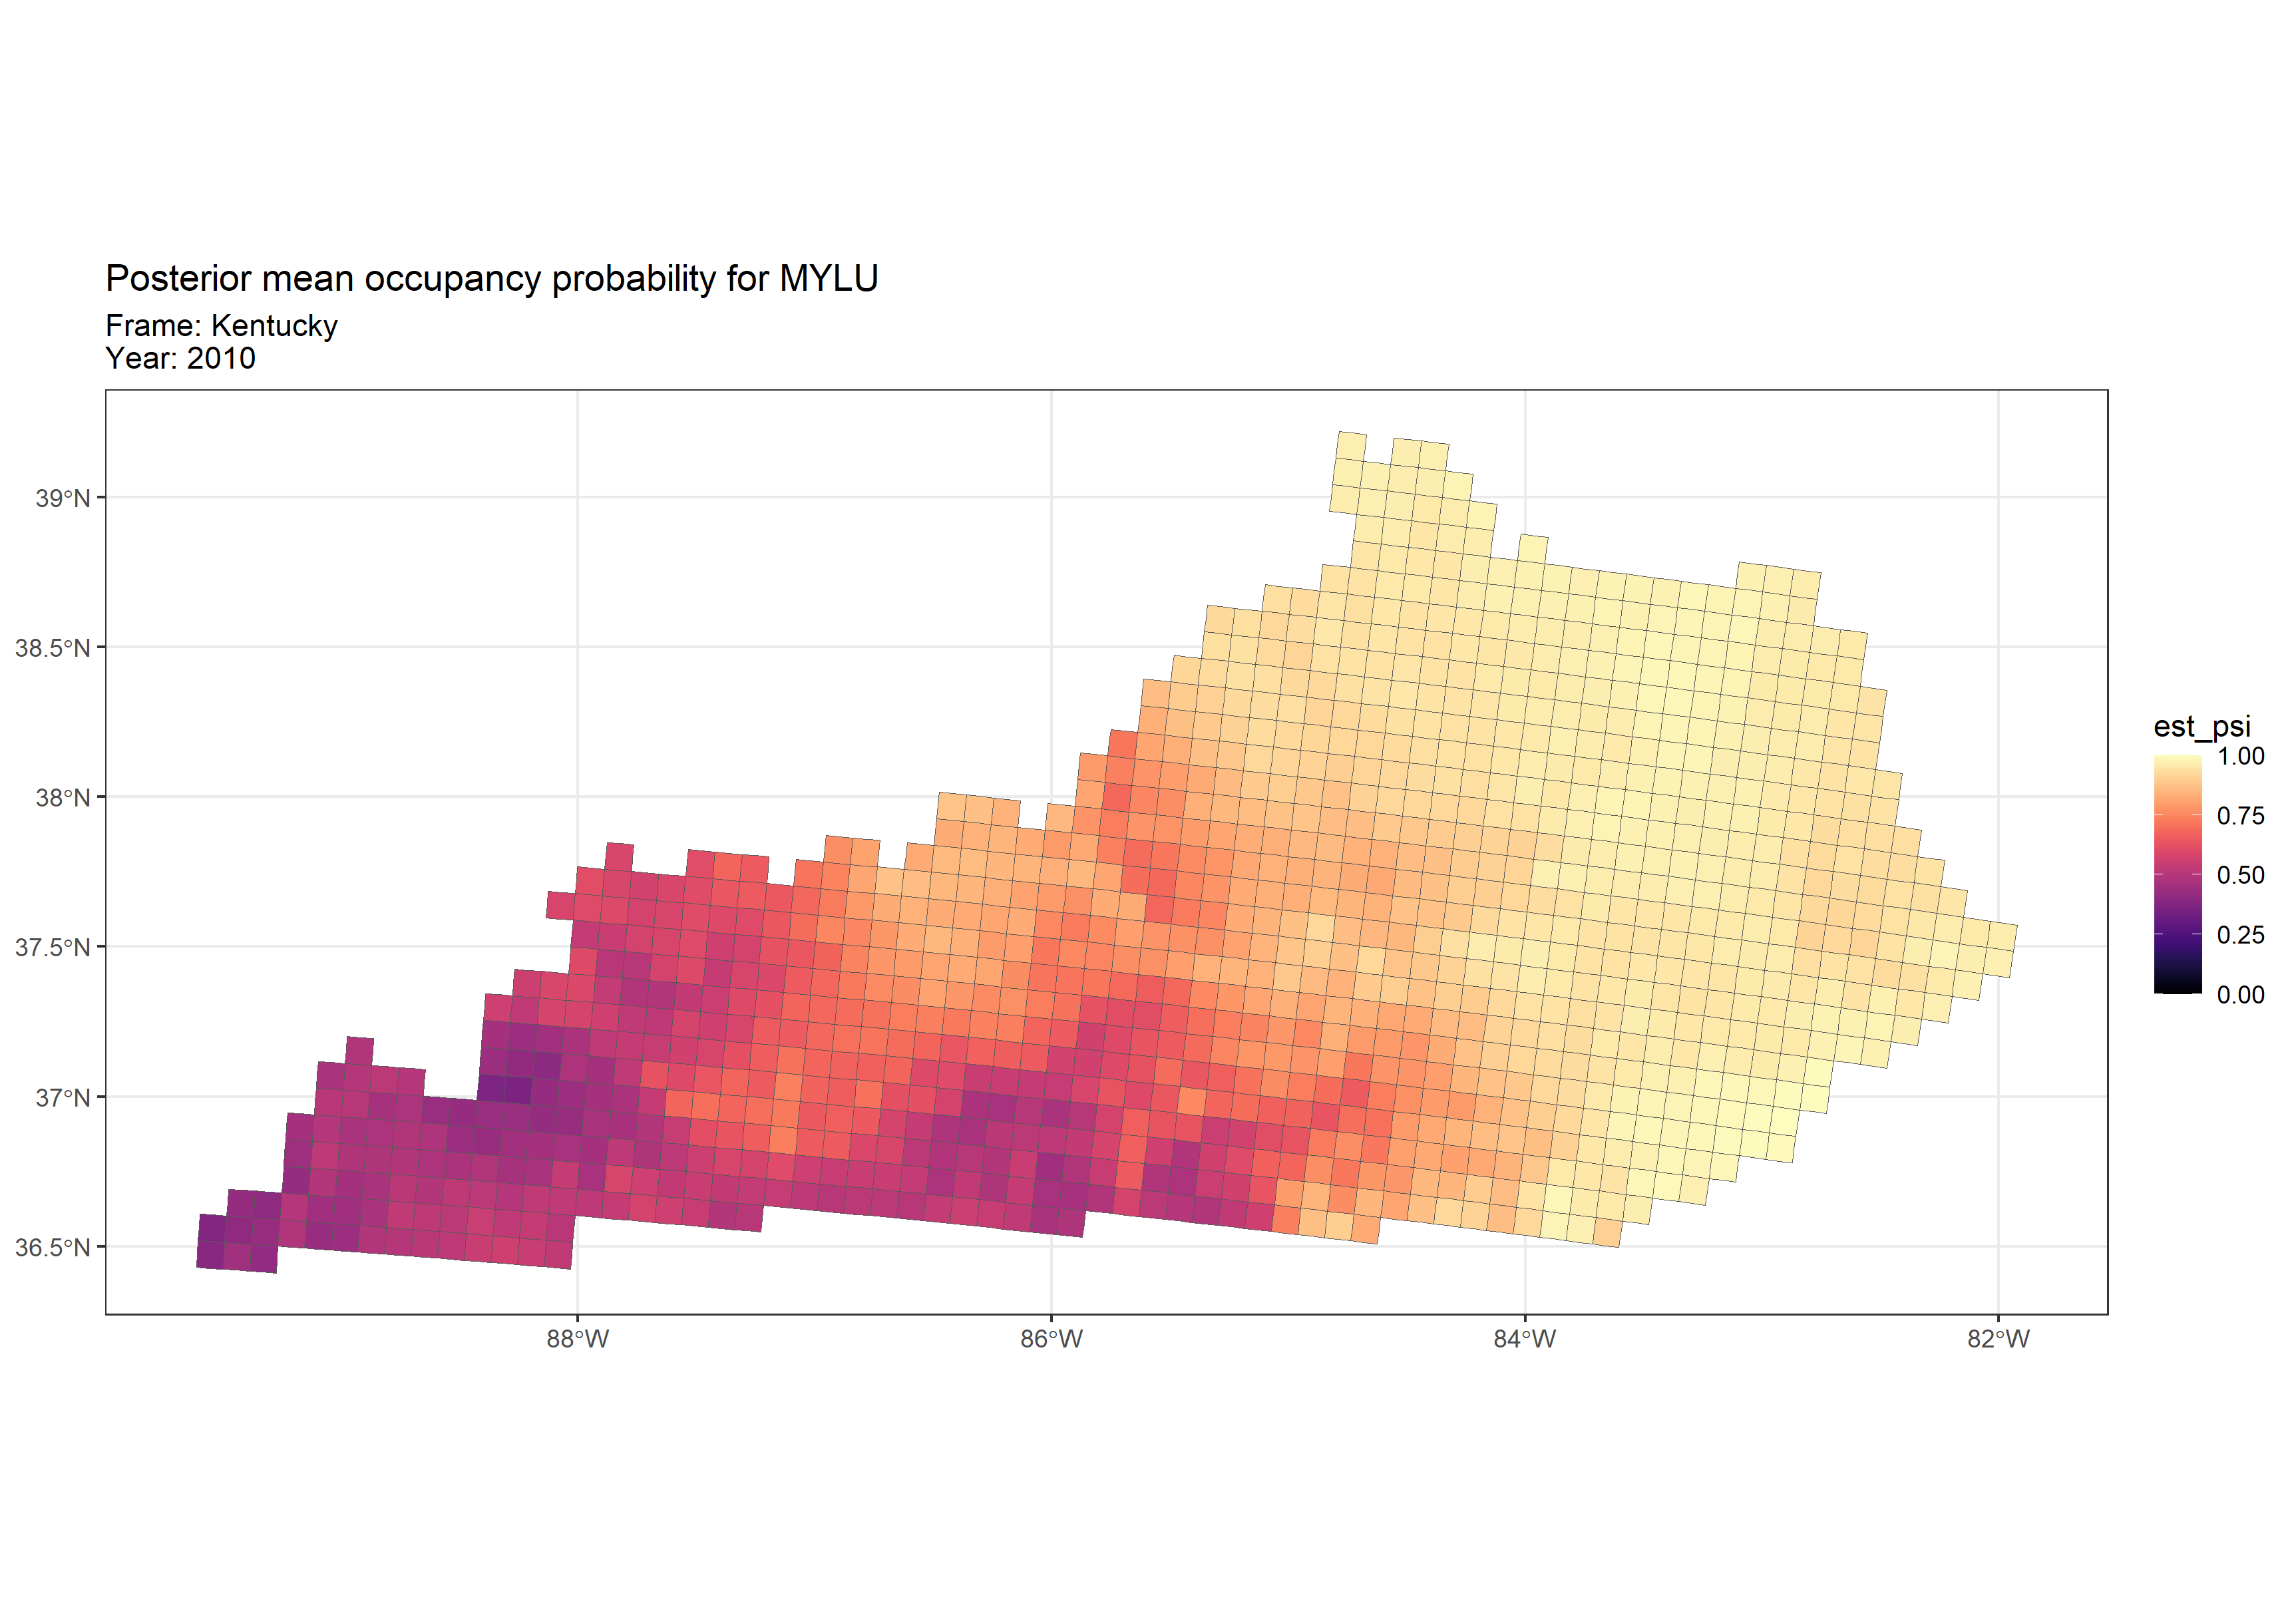 Posterior mean occupancy probability for MYLU
Frame: Kentucky
Year: 2010
39°N
38.5°N
38°N
37.5°N
37°N
36.5°N
88°W
86°W
84°W
82°W
est_psi
1.00
0.75
0.50
0.25
0.00